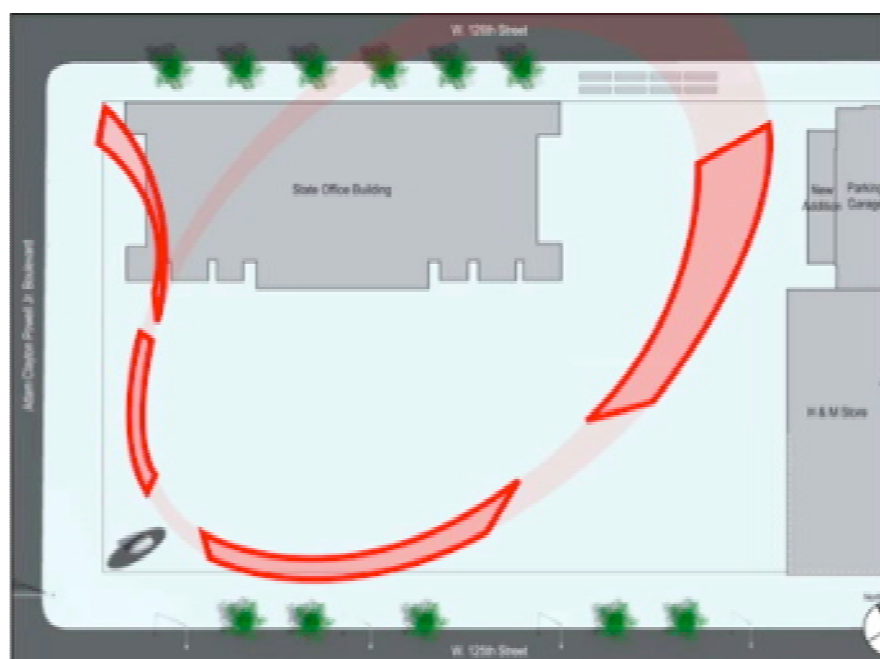 W. 126th Street
State Office Building
New
Addition
Parking
Garage
Adam Clayton Powell Jr. Boulevard
H & M Store
W. 125th Street